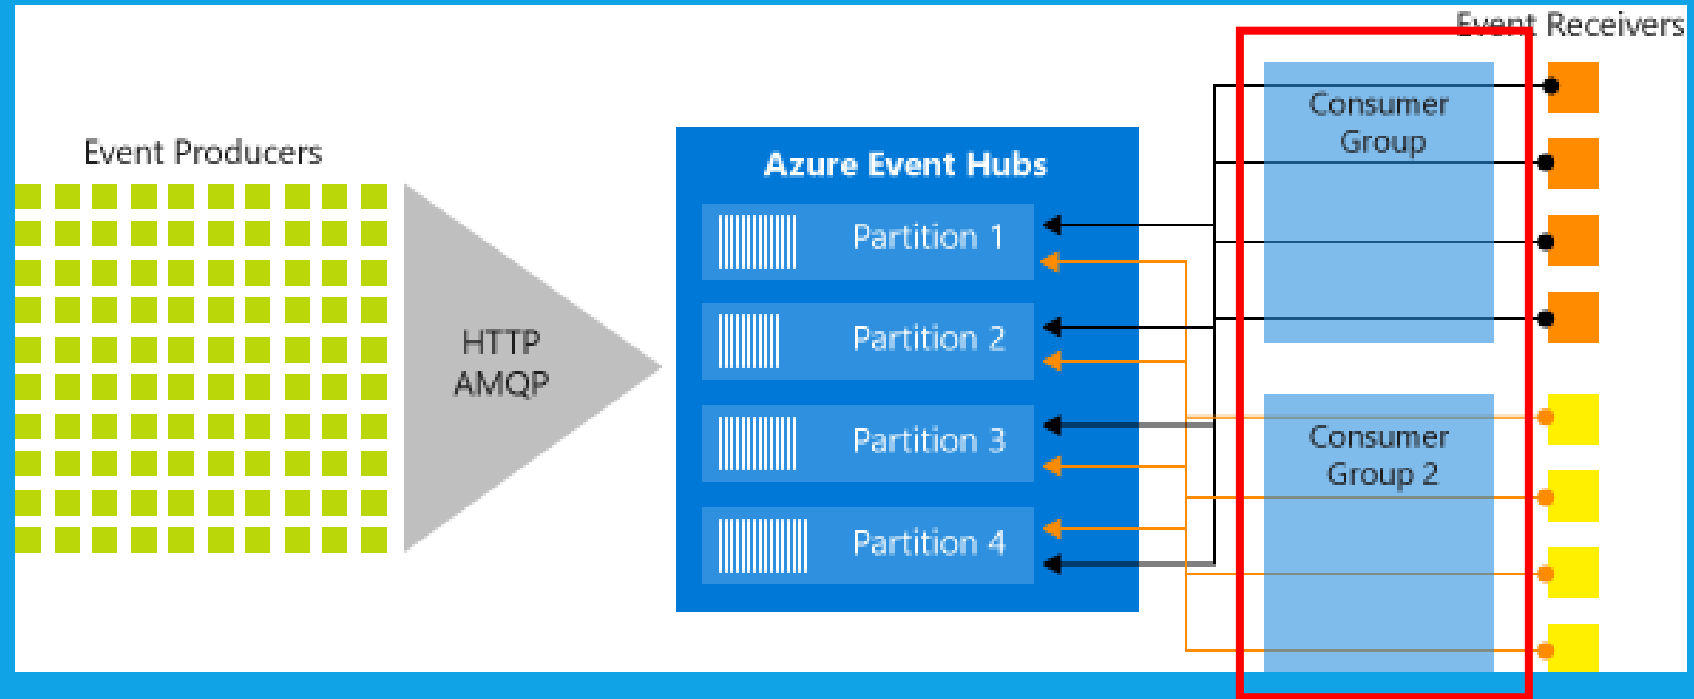 Event Receivers
Consumer
Group
Event Producers
Azure Event Hubs
Partition 1
Partition 2
HTTP
AMQP
Partition 3
Consumer
Group 2
Partition 4